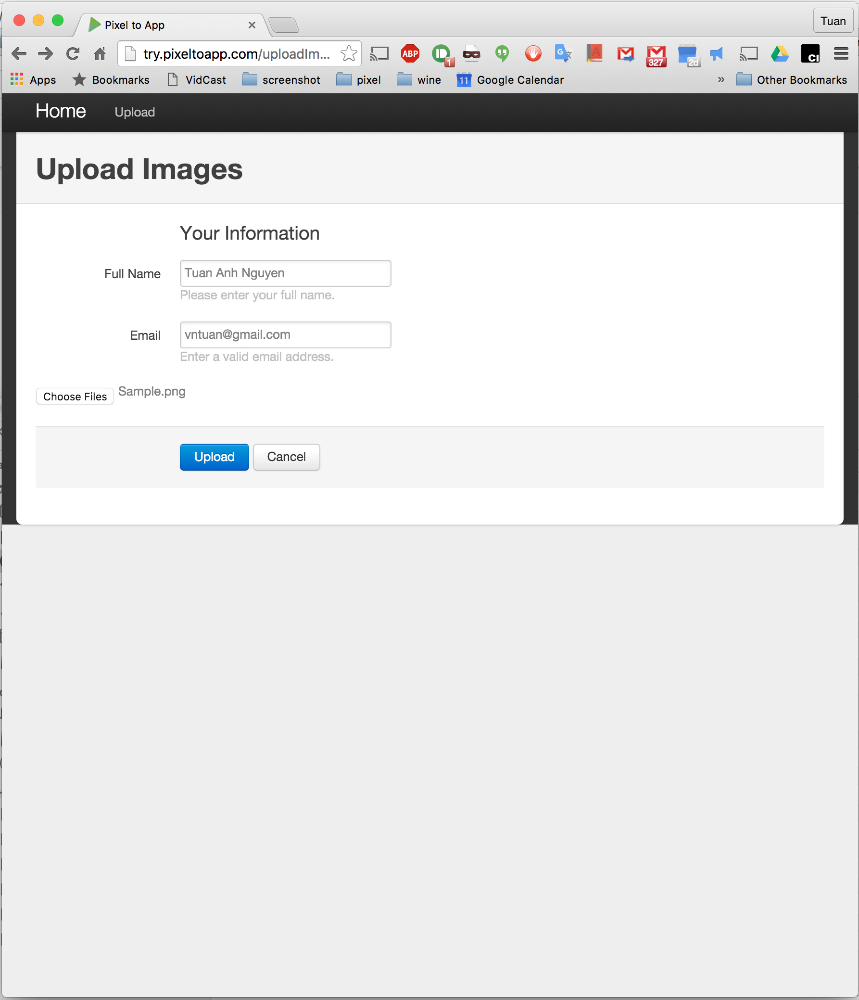 Pixel to App
Tuan
try.pixeltoapp.com/uploadIm...
ABP
1
G
A
327
2d
CI
Apps
Bookmarks
VidCast
screenshot
pixel
wine
11
Google Calendar
»
Other Bookmarks
Home
Upload
Upload Images
Your Information
Full Name
Tuan Anh Nguyen
Please enter your full name.
Email
vntuan@gmail.com
Enter a valid email address.
Choose Files Sample.png
Upload
Cancel